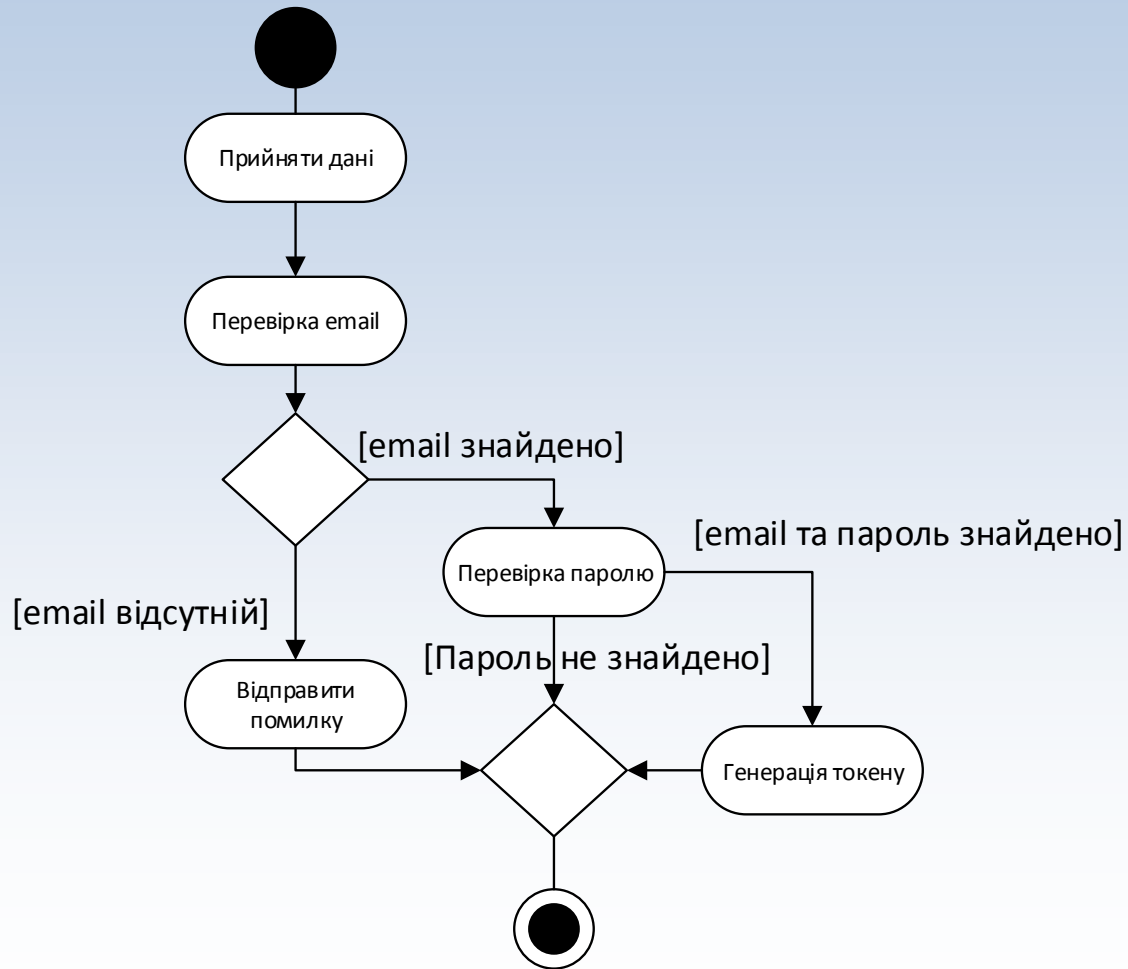 Прийняти дані
Перевірка email
[email знайдено]
[email та пароль знайдено]
Перевірка паролю
[email відсутній]
[Пароль не знайдено]
Відправити
помилку
Генерація токену